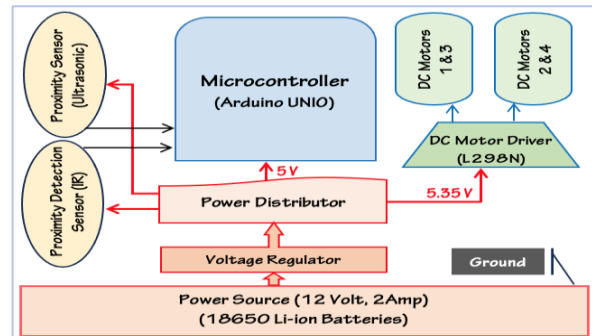 Proximity Sensor
(Ultrasonic)
Microcontroller
(Arduino UNIO)
DC Motors
1 & 3
DC Motors
2 & 4
Proximity Detection
Sensor (IR)
DC Motor Driver
(L298N)
5 V
5.35 V
Power Distributor
Voltage Regulator
Ground
Power Source (12 Volt, 2Amp)
(18650 Li-ion Batteries)